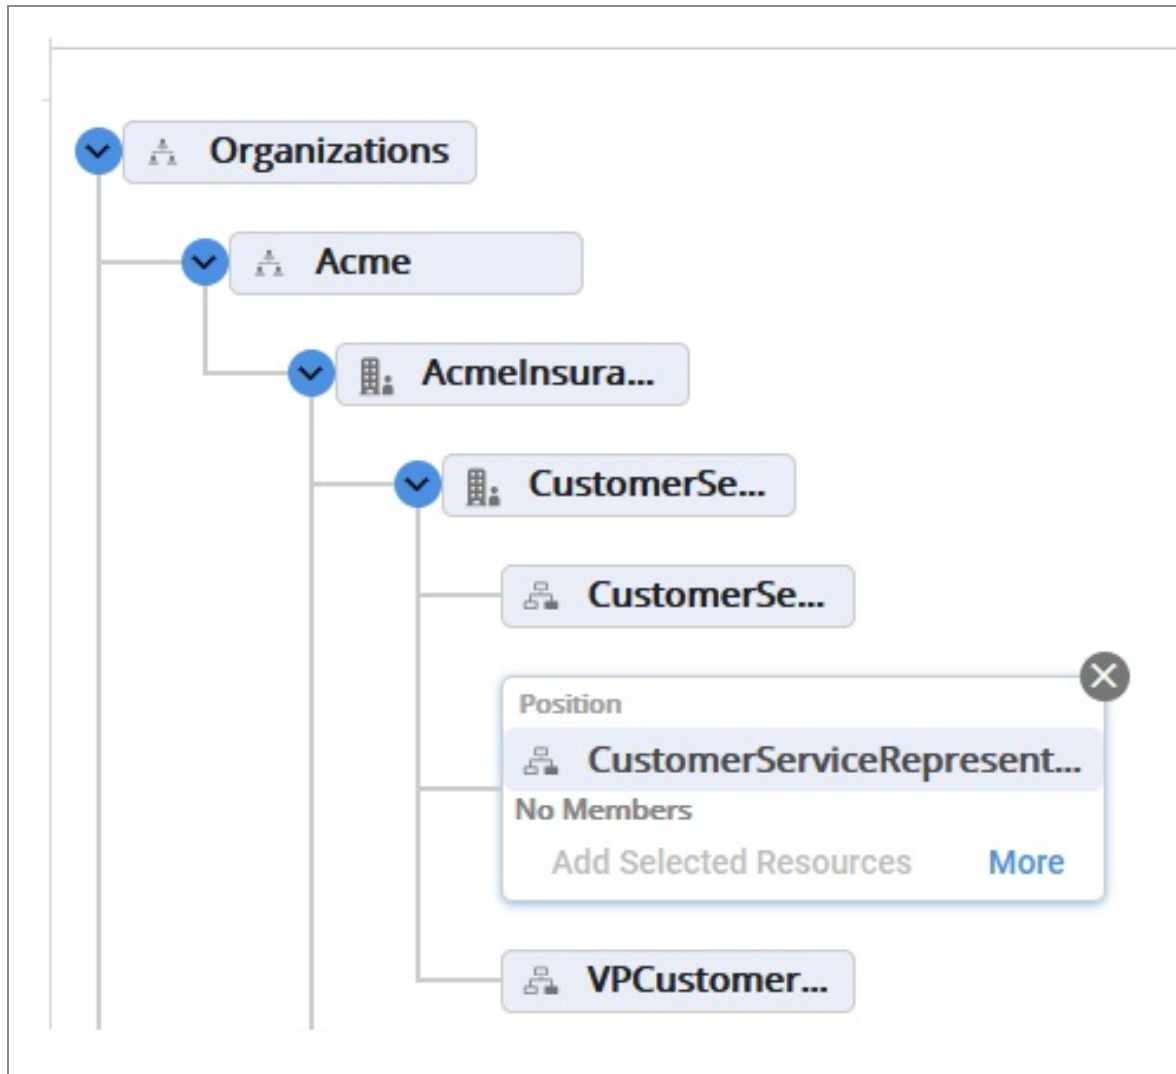 Organizations
Acme
AcmeInsura...
CustomerSe...
CustomerSe...
Position
CustomerServiceRepresent...
No Members
Add Selected Resources More
VPCustomer...